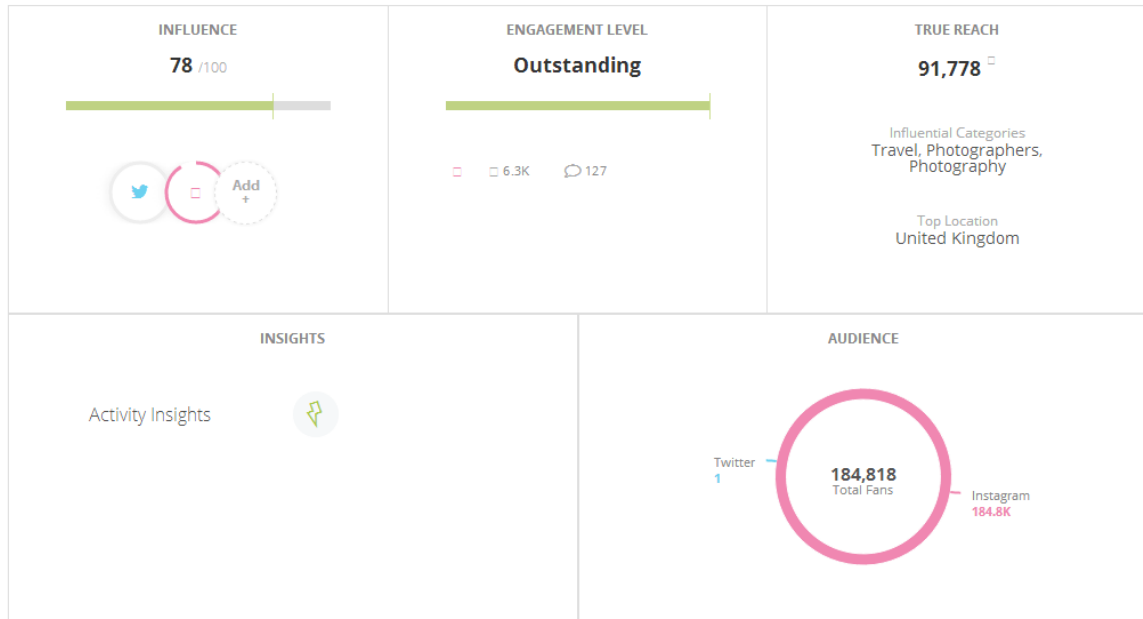 INFLUENCE
78 /100
Add
+
ENGAGEMENT LEVEL
Outstanding
6.3K
127
TRUE REACH
91,778
Influential Categories
Travel, Photographers,
Photography
Top Location
United Kingdom
INSIGHTS
Activity Insights
AUDIENCE
Twitter
1
184,818
Total Fans
Instagram
184.8K